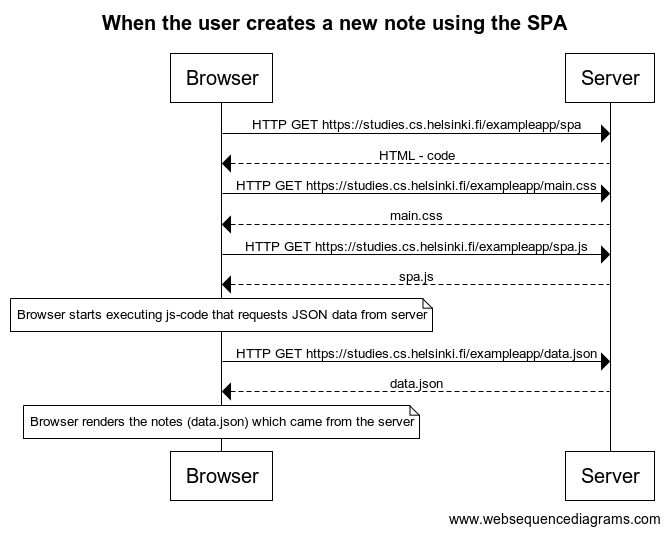 When the user creates a new note using the SPA
Browser
Server
HTTP GET https://studies.cs.helsinki.fi/exampleapp/spa
HTML - code
HTTP GET https://studies.cs.helsinki.fi/exampleapp/main.css
main.css
HTTP GET https://studies.cs.helsinki.fi/exampleapp/spa.js
spa.js
Browser starts executing js-code that requests JSON data from server
HTTP GET https://studies.cs.helsinki.fi/exampleapp/data.json
data.json
Browser renders the notes (data.json) which came from the server
Browser
Server
www.websequencediagrams.com